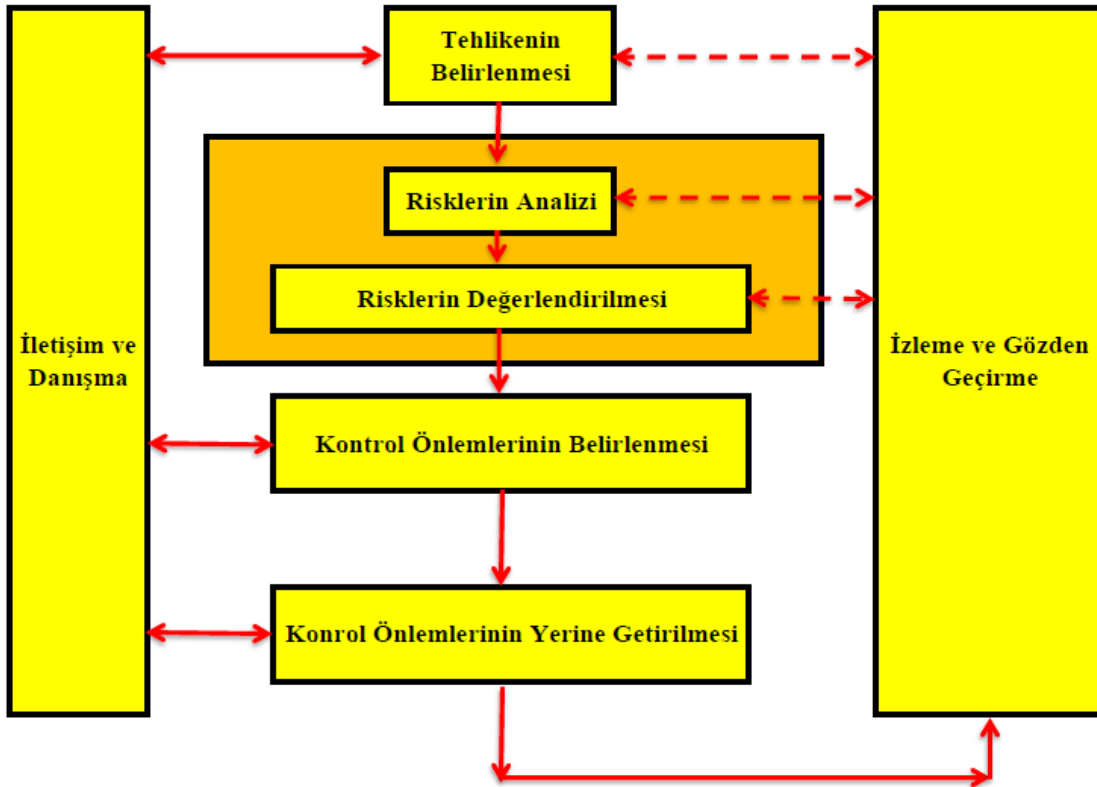 Tehlikenin
Belirlenmesi
Risklerin Analizi
Risklerin Değerlendirilmesi
İletişim ve
Danışma
İzleme ve Gözden
Geçirme
Kontrol Önlemlerinin Belirlenmesi
Konrol Önlemlerinin Yerine Getirilmesi